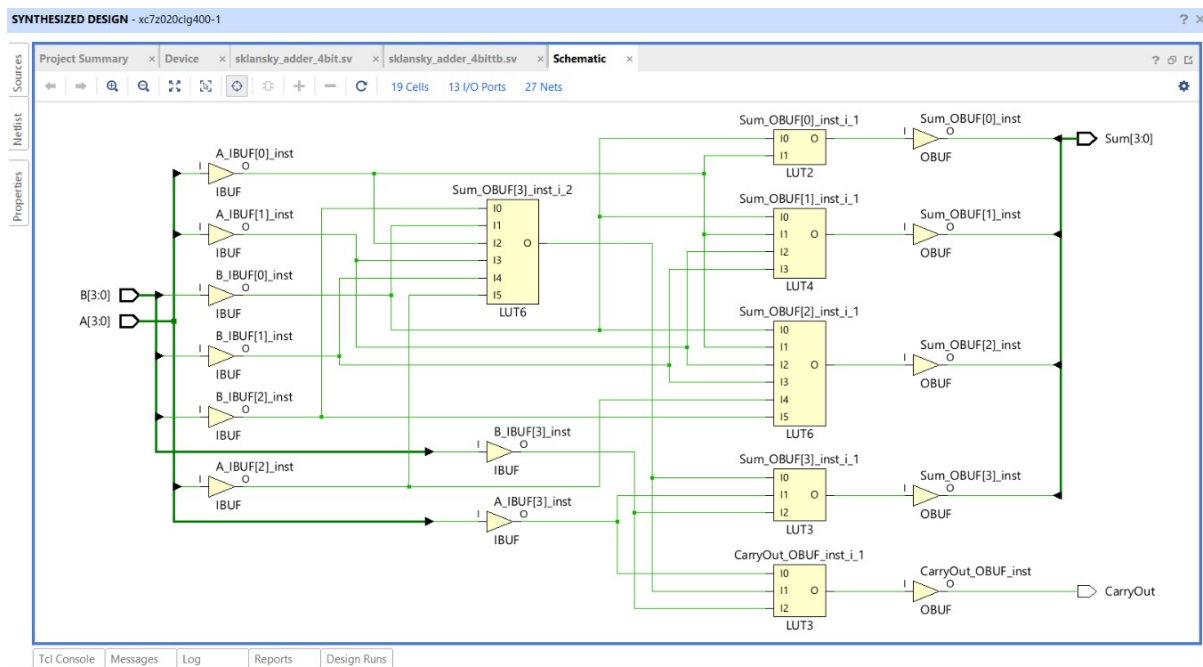 SYNTHESIZED DESIGN - xc7z020clg400-1
? ×
Sources
Netlist
Properties
Project Summary × Device × sklansky_adder_4bit.sv × sklansky_adder_4bittb.sv × Schematic ×
?
19 Cells 13 I/O Ports 27 Nets
A_IBUF[0]_inst
I O
IBUF
A_IBUF[1]_inst
I O
IBUF
B_IBUF[0]_inst
I O
IBUF
B[3:0]
A[3:0]
B_IBUF[1]_inst
I O
IBUF
B_IBUF[2]_inst
I O
IBUF
A_IBUF[2]_inst
I O
IBUF
Sum_OBUF[3]_inst_i_2
I0
I1
I2
I3
I4
I5
O
LUT6
B_IBUF[3]_inst
I O
IBUF
A_IBUF[3]_inst
I O
IBUF
Sum_OBUF[0]_inst_i_1
I0 O
I1
LUT2
Sum_OBUF[1]_inst_i_1
I0
I1 O
I2
I3
LUT4
Sum_OBUF[2]_inst_i_1
I0
I1
I2 O
I3
I4
I5
LUT6
Sum_OBUF[3]_inst_i_1
I0
I1 O
I2
LUT3
CarryOut_OBUF_inst_i_1
I0
I1 O
I2
LUT3
Sum_OBUF[0]_inst
I O
OBUF
Sum[3:0]
Sum_OBUF[1]_inst
I O
OBUF
Sum_OBUF[2]_inst
I O
OBUF
Sum_OBUF[3]_inst
I O
OBUF
CarryOut_OBUF_inst
I O
OBUF
CarryOut
Tcl Console Messages Log Reports Design Runs